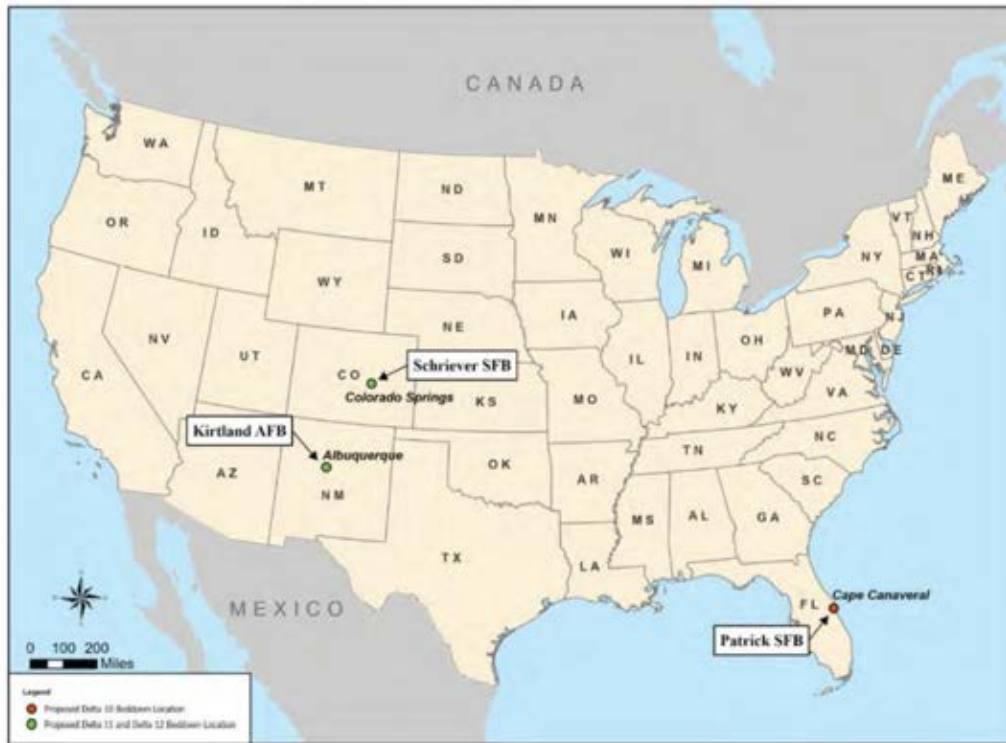 CANADA
WA
MT
ND
MN
ME
OR
ID
SD
WI
MI
VT
NH
NY
MA
CT
RI
WY
IA
NE
PA
NJ
NV
UT
CO
Schriever SFB
Colorado Springs
IL
IN
OH
MD
DE
WV
VA
CA
KS
MO
KY
Kirtland AFB
Albuquerque
NC
TN
OK
AR
SC
AZ
NM
MS
AL
GA
TX
LA
MEXICO
FL
Cape Canaveral
Patrick SFB
0 100 200
Miles
Legend
Proposed Delta 10 Beddown Location
Proposed Delta 11 and Delta 12 Beddown Location